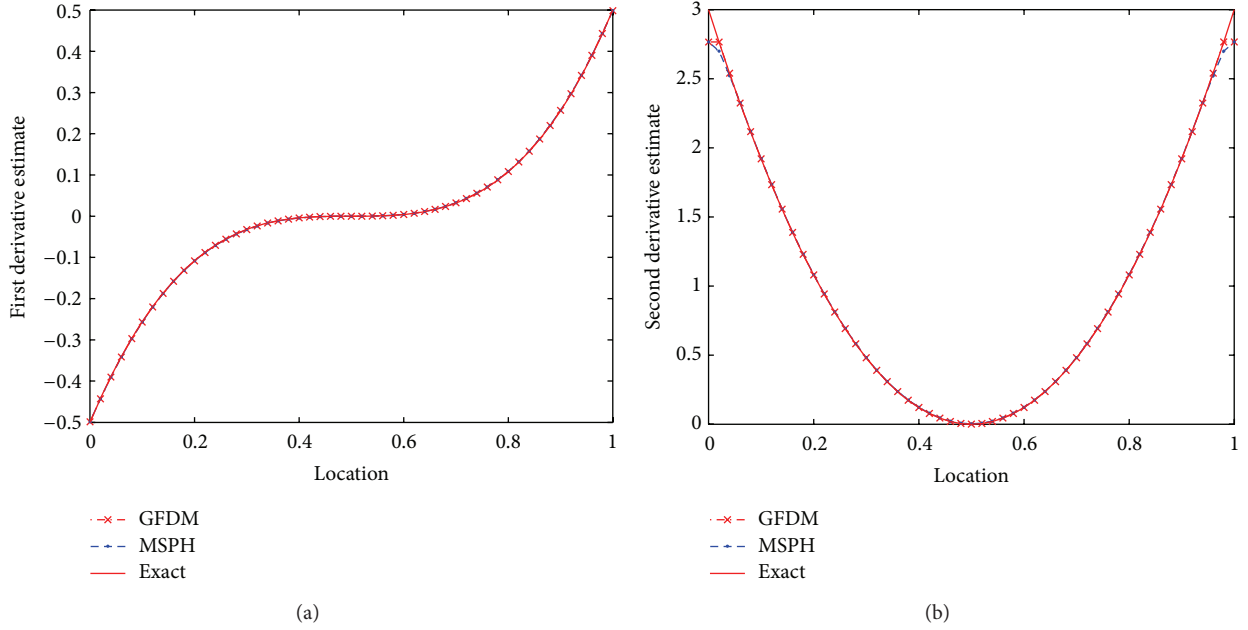 0.5
0.4
0.3
0.2
0.1
0
−0.1
−0.2
−0.3
−0.4
−0.5
First derivative estimate
0 0.2 0.4 0.6 0.8 1
Location
GFDM
MSPH
Exact
(a)
3
2.5
2
1.5
1
0.5
0
Second derivative estimate
0 0.2 0.4 0.6 0.8 1
Location
GFDM
MSPH
Exact
(b)